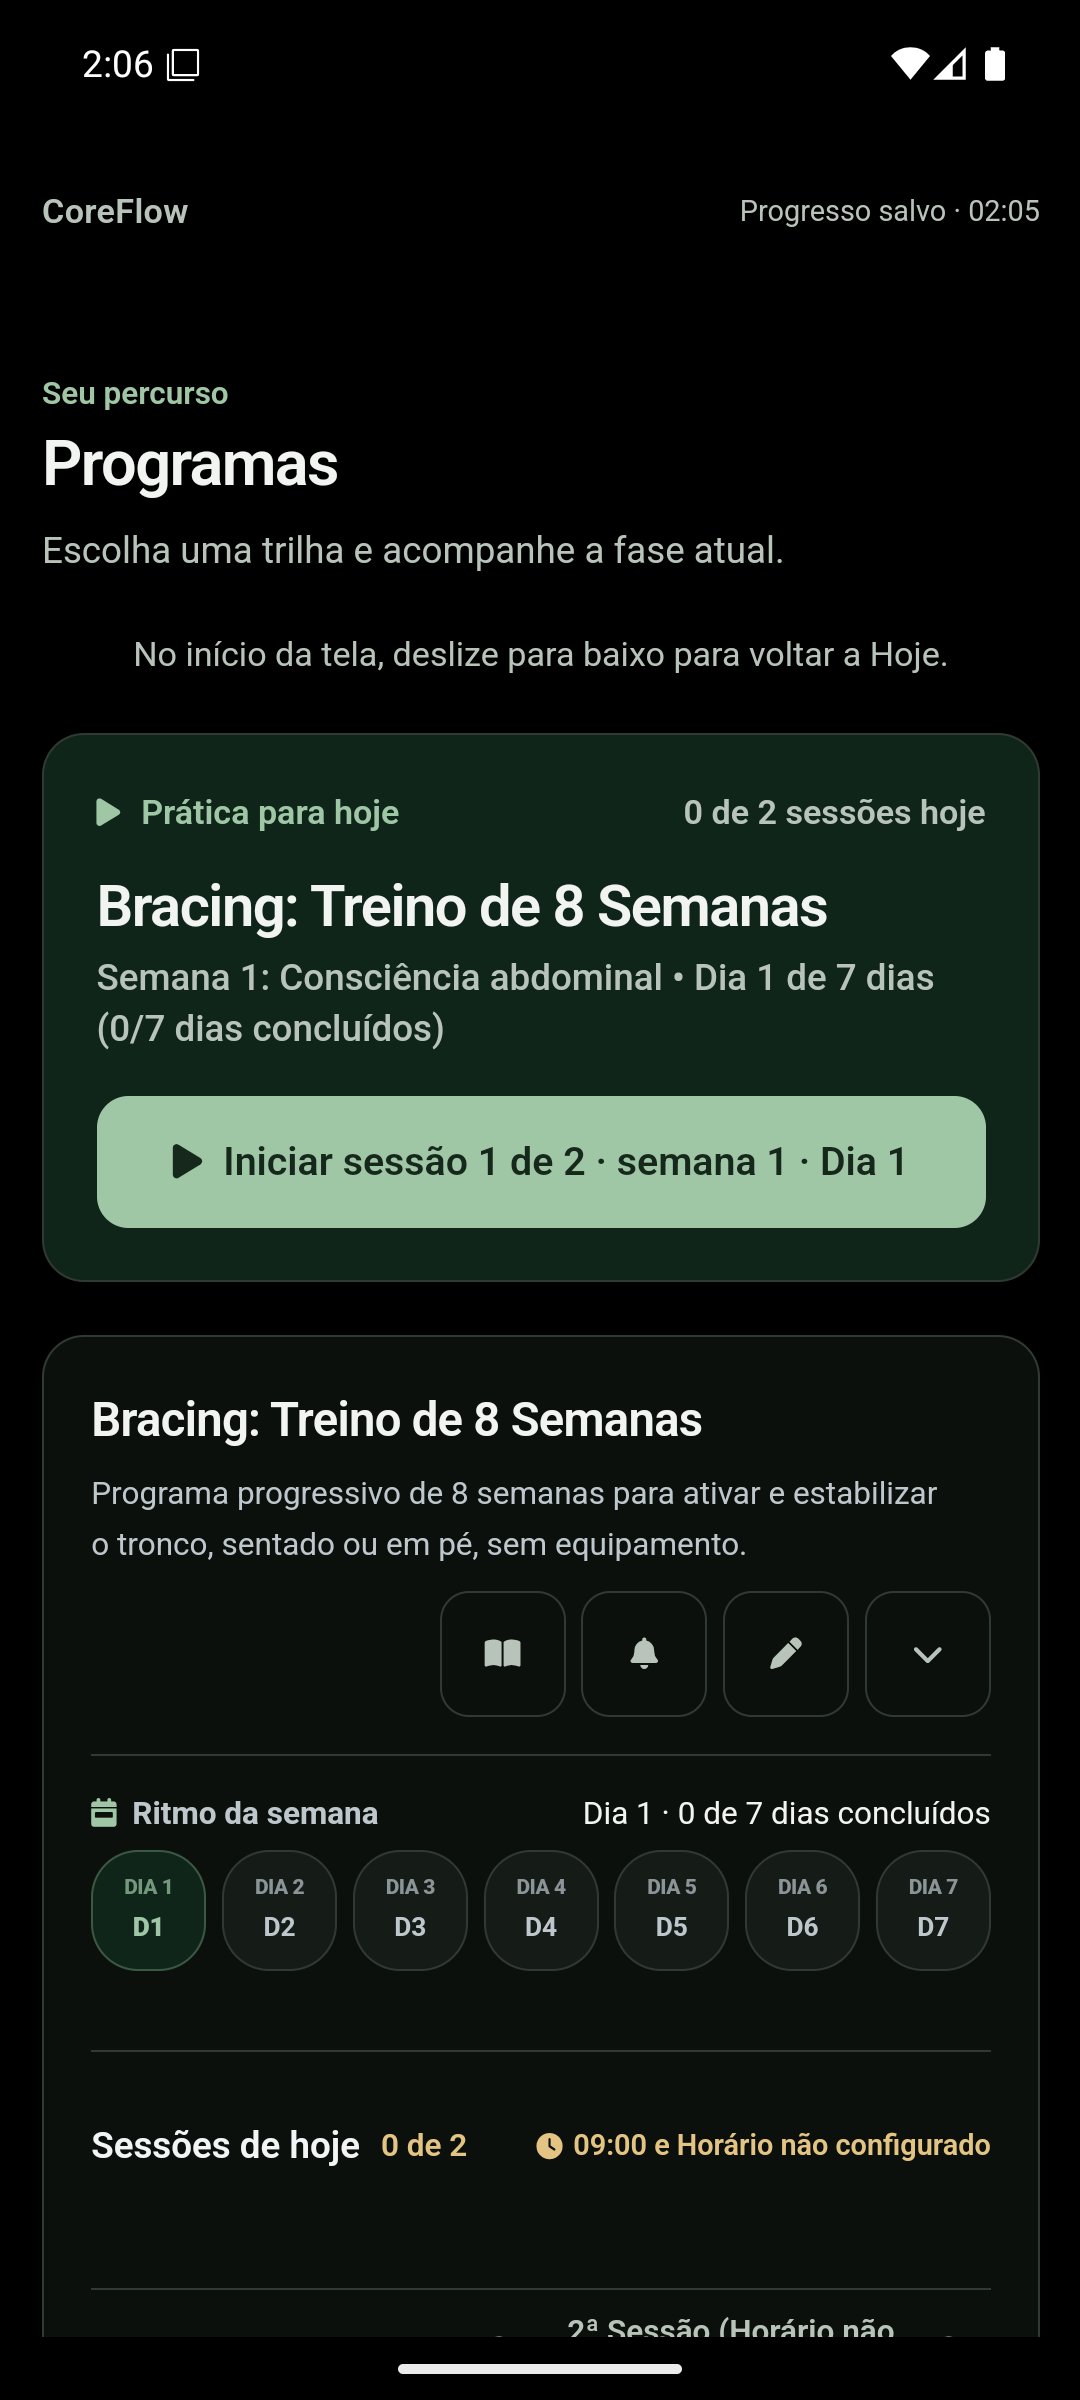 2:06
CoreFlow
Progresso salvo · 02:05
Seu percurso
Programas
Escolha uma trilha e acompanhe a fase atual.
No início da tela, deslize para baixo para voltar a Hoje.
Prática para hoje
0 de 2 sessões hoje
Bracing: Treino de 8 Semanas
Semana 1: Consciência abdominal • Dia 1 de 7 dias
(0/7 dias concluídos)
Iniciar sessão 1 de 2 · semana 1 · Dia 1
Bracing: Treino de 8 Semanas
Programa progressivo de 8 semanas para ativar e estabilizar
o tronco, sentado ou em pé, sem equipamento.
Ritmo da semana
Dia 1 · 0 de 7 dias concluídos
DIA 1 DIA 2 DIA 3 DIA 4 DIA 5 DIA 6 DIA 7
D1 D2 D3 D4 D5 D6 D7
Sessões de hoje 0 de 2
09:00 e Horário não configurado
2ª Sessão (Horário não